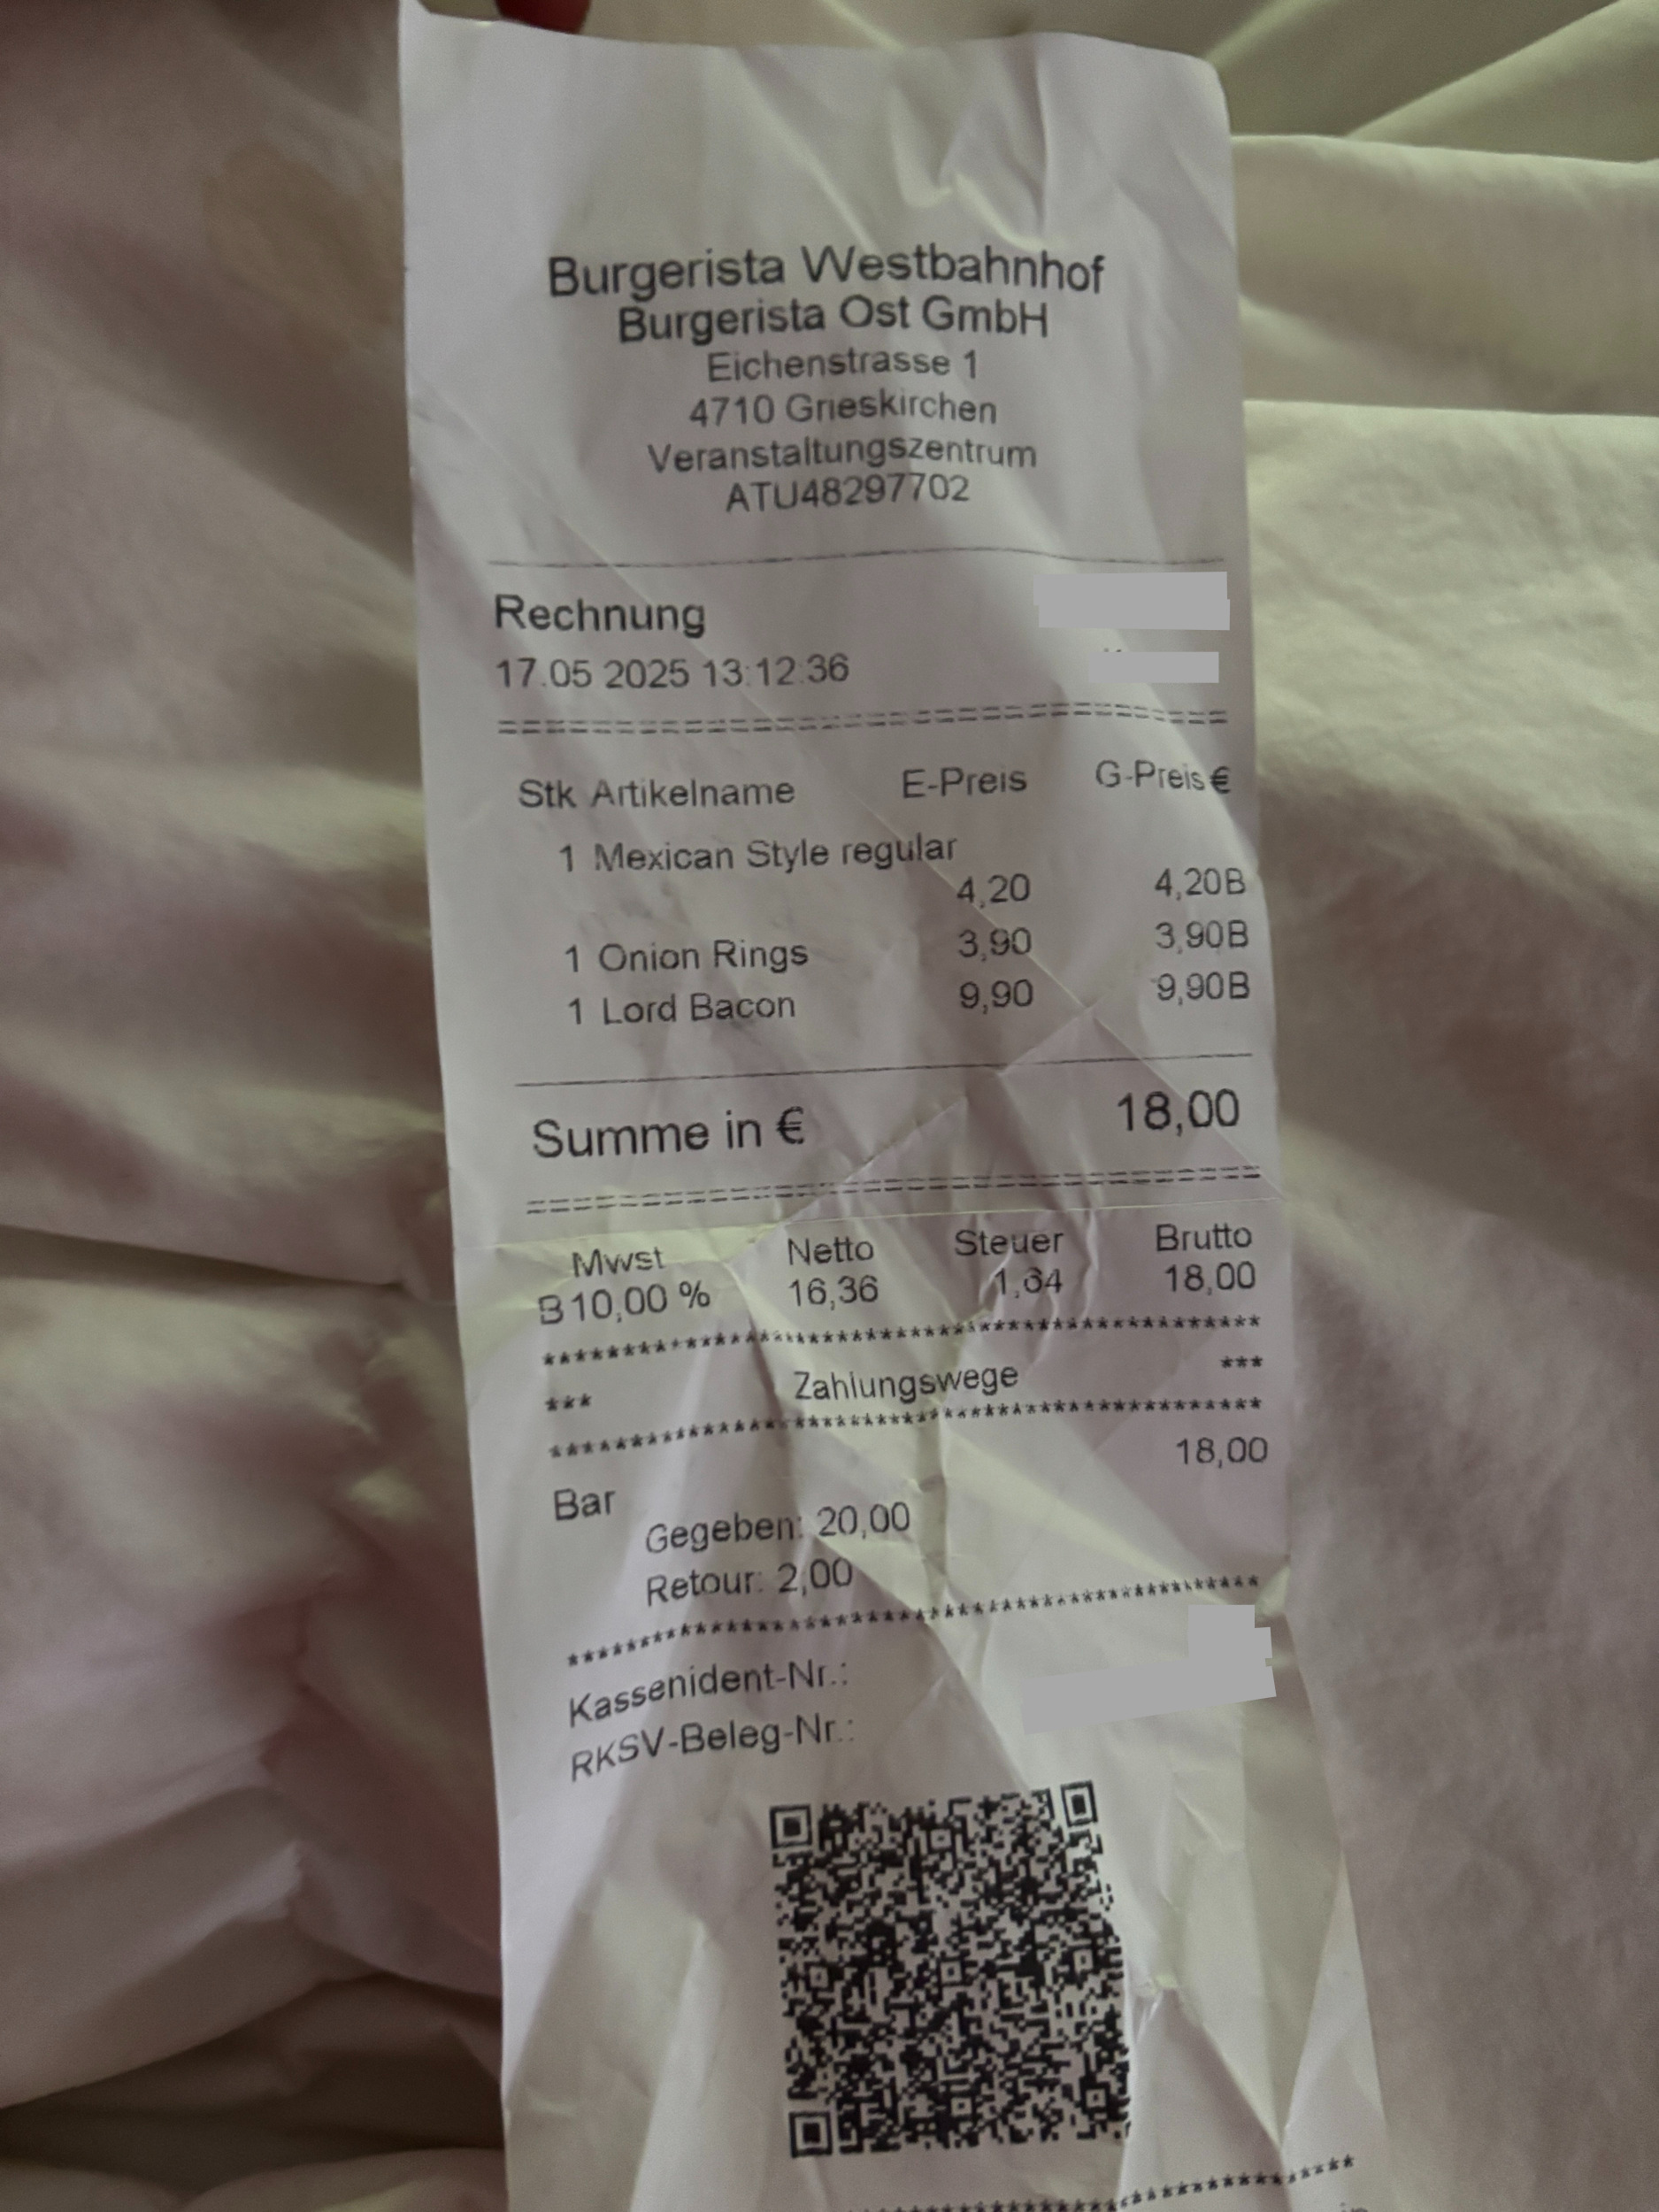 Burgerista Westbahnhof
Burgerista Ost GmbH
Eichenstrasse 1
4710 Grieskirchen
Veranstaltungszentrum
ATU48297702
Rechnung
17.05 2025 13:12:36
Stk Artikelname E-Preis G-Preis €
1 Mexican Style regular
4,20 4,20B
1 Onion Rings 3,90 3,90B
1 Lord Bacon 9,90 9,90B
Summe in € 18,00
Mwst Netto Steuer Brutto
B 10,00 % 16,36 1,64 18,00
*** Zahlungswege ***
Bar 18,00
Gegeben: 20,00
Retour: 2,00
Kassenident-Nr.:
RKSV-Beleg-Nr.: